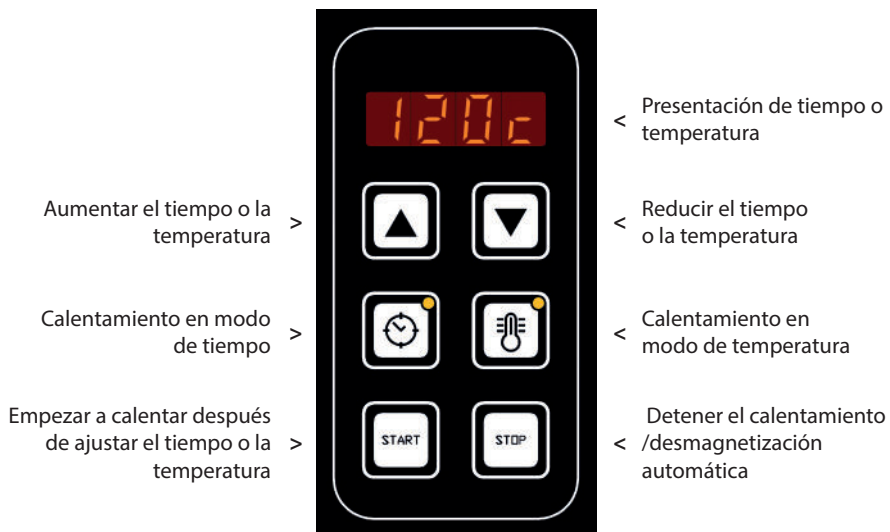 120c
< Presentación de tiempo o
temperatura
Aumentar el tiempo o la
temperatura >
< Reducir el tiempo
o la temperatura
Calentamiento en modo
de tiempo >
< Calentamiento en
modo de temperatura
Empezar a calentar después
de ajustar el tiempo o la >
temperatura
START
STOP
Detener el calentamiento
< /desmagnetización
automática